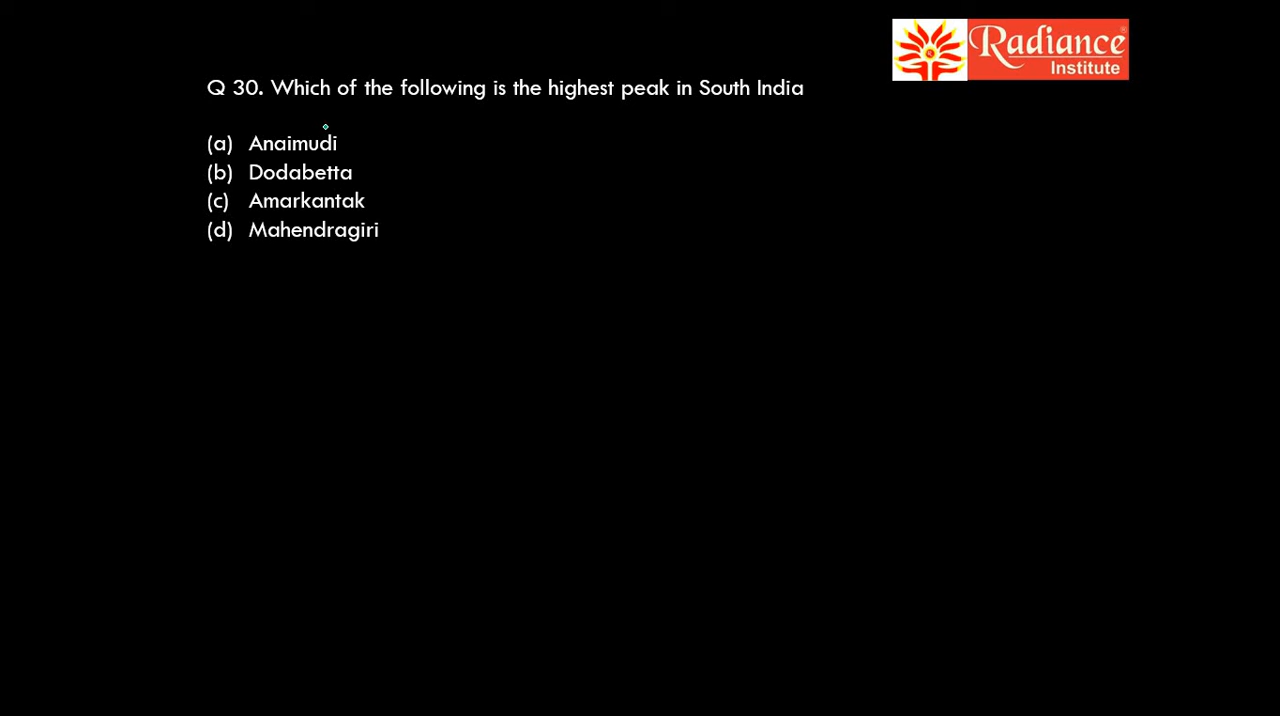 Radiance
Institute
Q 30. Which of the following is the highest peak in South India
(a) Anaimudi
(b) Dodabetta
(c) Amarkantak
(d) Mahendragiri